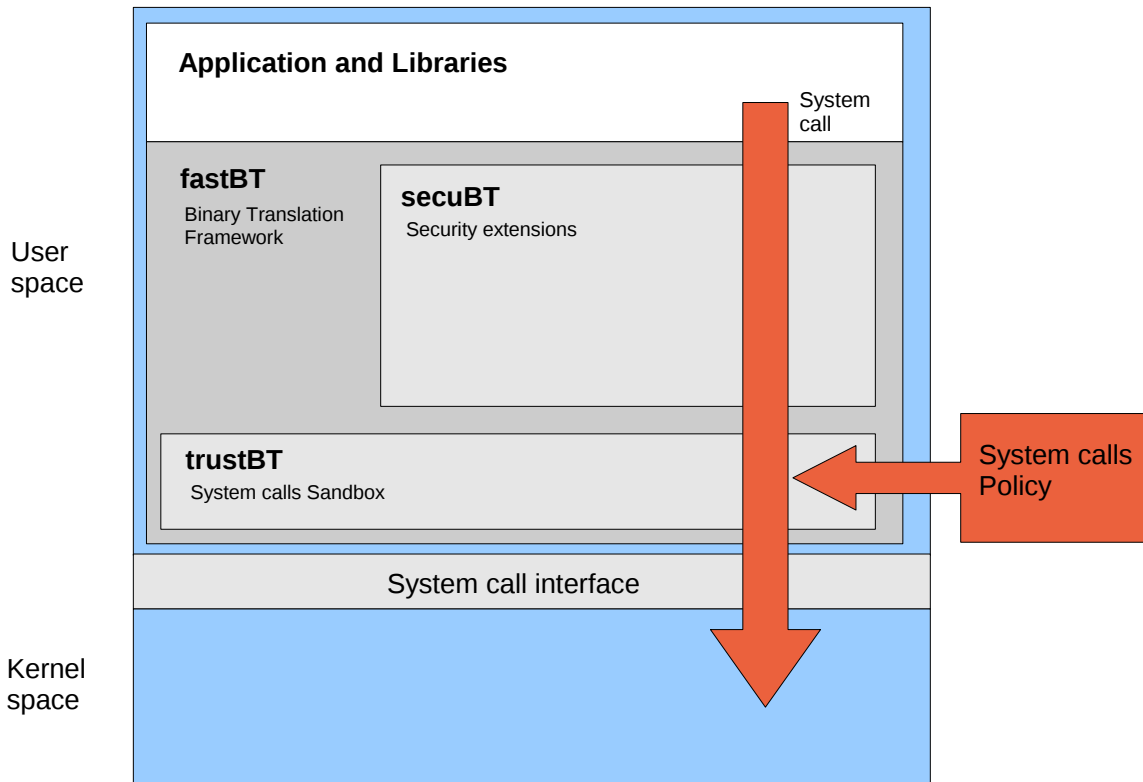 Application and Libraries
System
call
fastBT
Binary Translation
Framework
secuBT
Security extensions
User
space
trustBT
System calls Sandbox
System calls
Policy
System call interface
Kernel
space